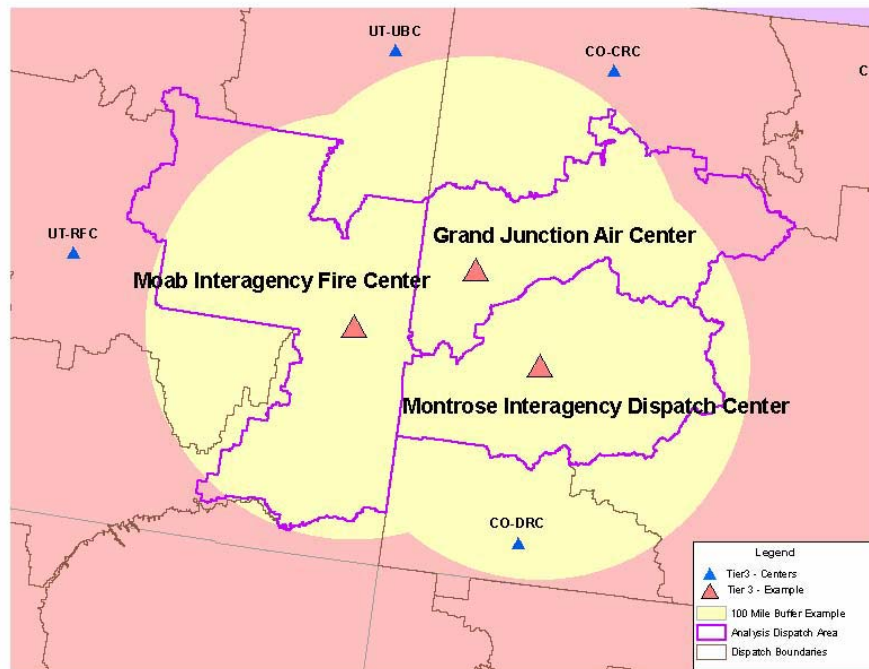 UT-UBC
CO-CRC
C
UT-RFC
Grand Junction Air Center
Moab Interagency Fire Center
Montrose Interagency Dispatch Center
CO-DRC
Legend
Tier3 - Centers
Tier 3 - Example
100 Mile Buffer Example
Analysis Dispatch Area
Dispatch Boundaries